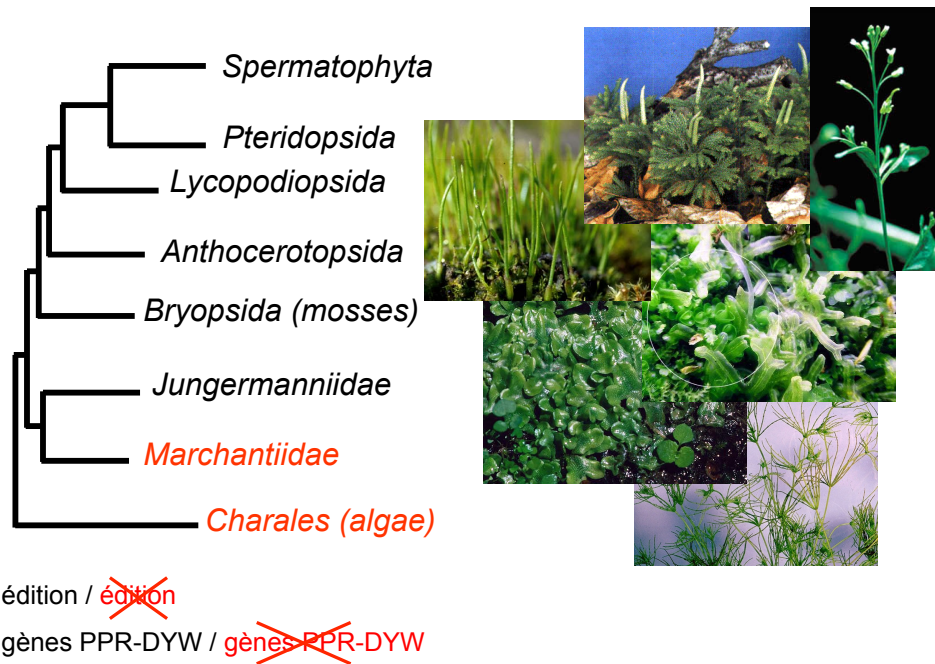 Spermatophyta
Pteridopsida
Lycopodiopsida
Anthocerotopsida
Bryopsida (mosses)
Jungermanniidae
Marchantiidae
Charales (algae)
édition / édition
gènes PPR-DYW / gènes PPR-DYW